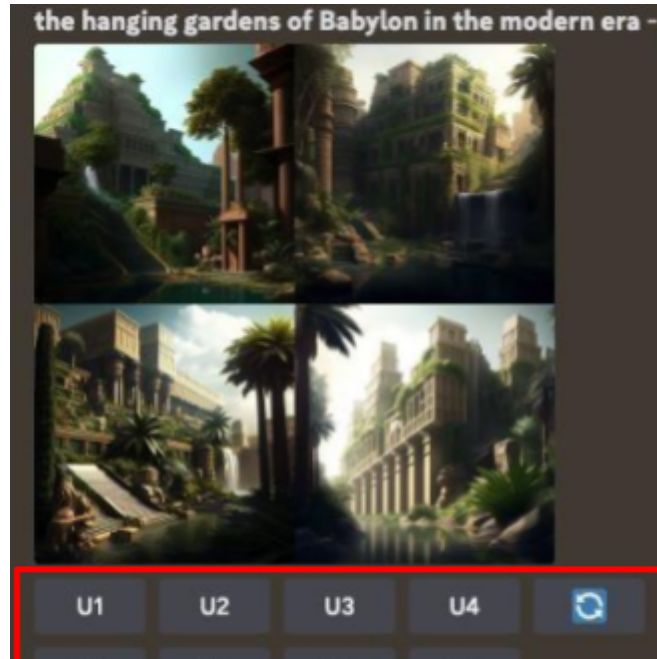 the hanging gardens of Babylon in the modern era -
U1 U2 U3 U4